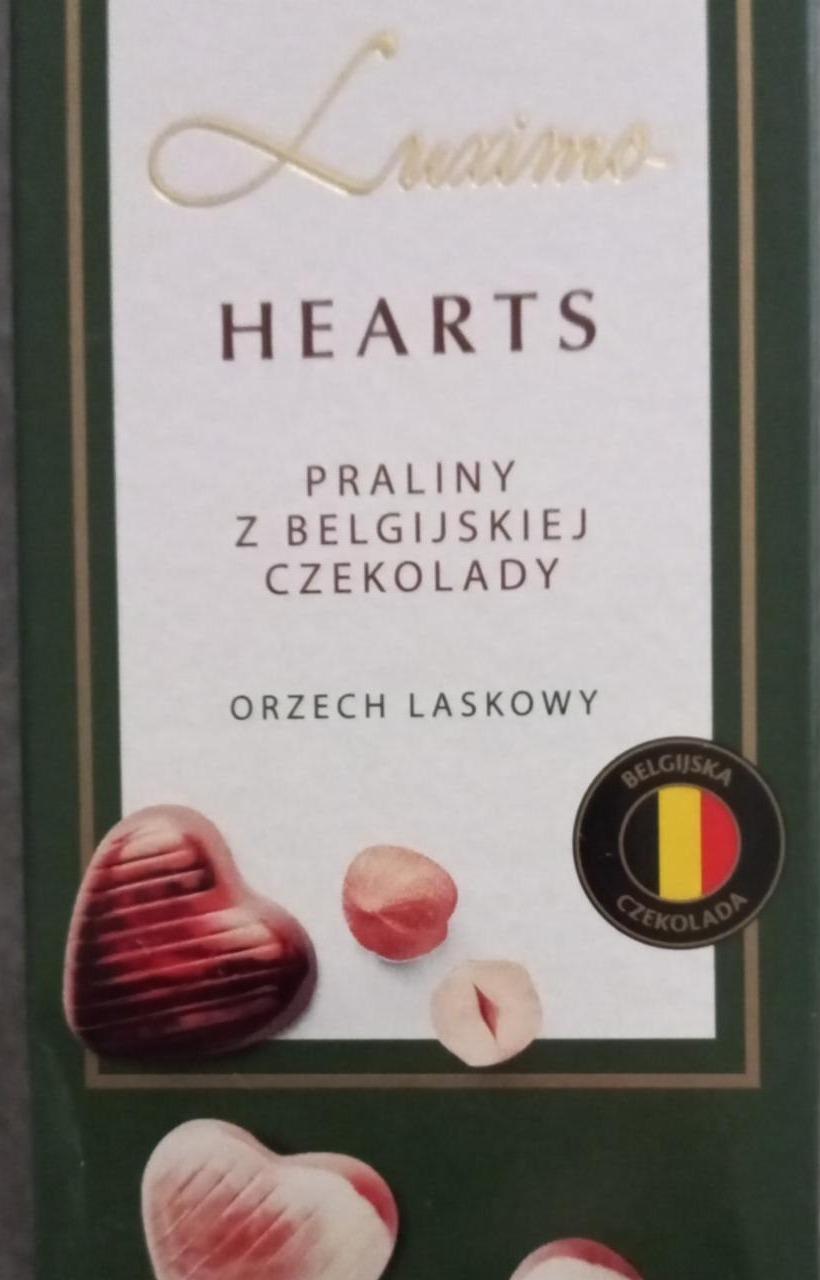 Luximo
HEARTS
PRALINY
Z BELGIJSKIEJ
CZEKOLADY
ORZECH LASKOWY
BELGIJSKA
CZEKOLADA